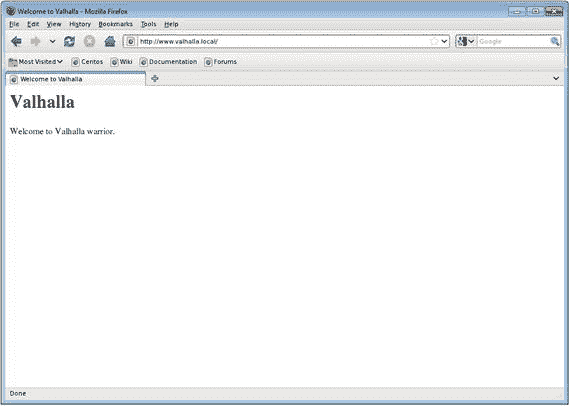 Welcome to Valhalla - Mozilla Firefox
File Edit View History Bookmarks Tools Help
http://www.valhalla.local/ Google
Most Visited Centos Wiki Documentation Forums
Welcome to Valhalla
Valhalla
Welcome to Valhalla warrior.
Done